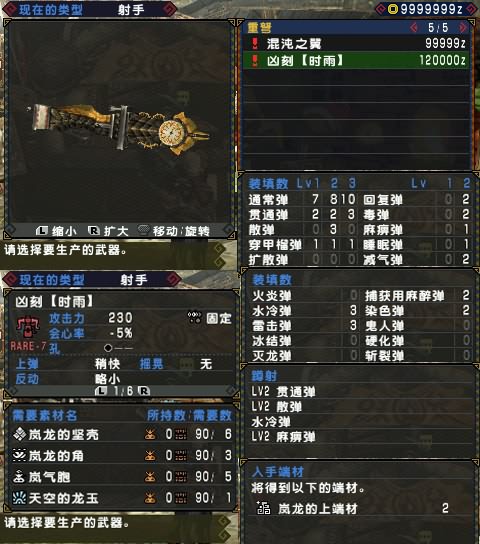 现在的类型 射手
L 缩小 R 扩大 移动/旋转
请选择要生产的武器。
9999999z
重弩 5/5
混沌之翼 99999z
凶刻【时雨】 120000z
装填数 Lv1 2 3 Lv 1 2
通常弹 7 8 10 回复弹 0 2
贯通弹 2 2 3 毒弹 0 2
散弹 0 3 0 麻痹弹 0 1
穿甲榴弹 1 1 1 睡眠弹 0 1
扩散弹 0 0 0 减气弹 0 2
现在的类型 射手
凶刻【时雨】
攻击力 230 固定
会心率 -5%
RARE-7 孔
上弹 稍快 摇晃 无
反动 略小
L 1/6 R
需要素材名 所持数 需要数
岚龙的坚壳 0 90/ 6
岚龙的角 0 90/ 3
岚气胞 0 90/ 5
天空的龙玉 0 90/ 1
请选择要生产的武器。
装填数
火炎弹 0 捕获用麻醉弹 2
水冷弹 3 染色弹 2
雷击弹 3 鬼人弹 0
冰结弹 0 硬化弹 0
灭龙弹 0 斩裂弹 0
蹲射
LV2 贯通弹
LV2 散弹
水冷弹
LV2 麻痹弹
入手端材
将得到以下的端材。
岚龙的上端材 2